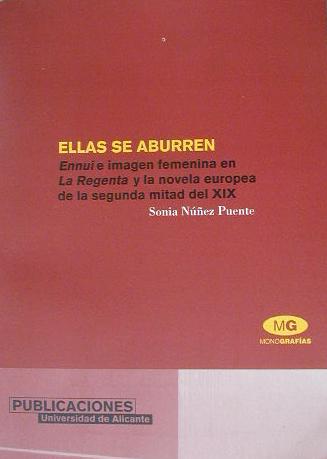 ELLAS SE ABURREN
Ennui e imagen femenina en
La Regenta y la novela europea
de la segunda mitad del XIX
Sonia Núñez Puente
MG
MONOGRAFÍAS
PUBLICACIONES
Universidad de Alicante